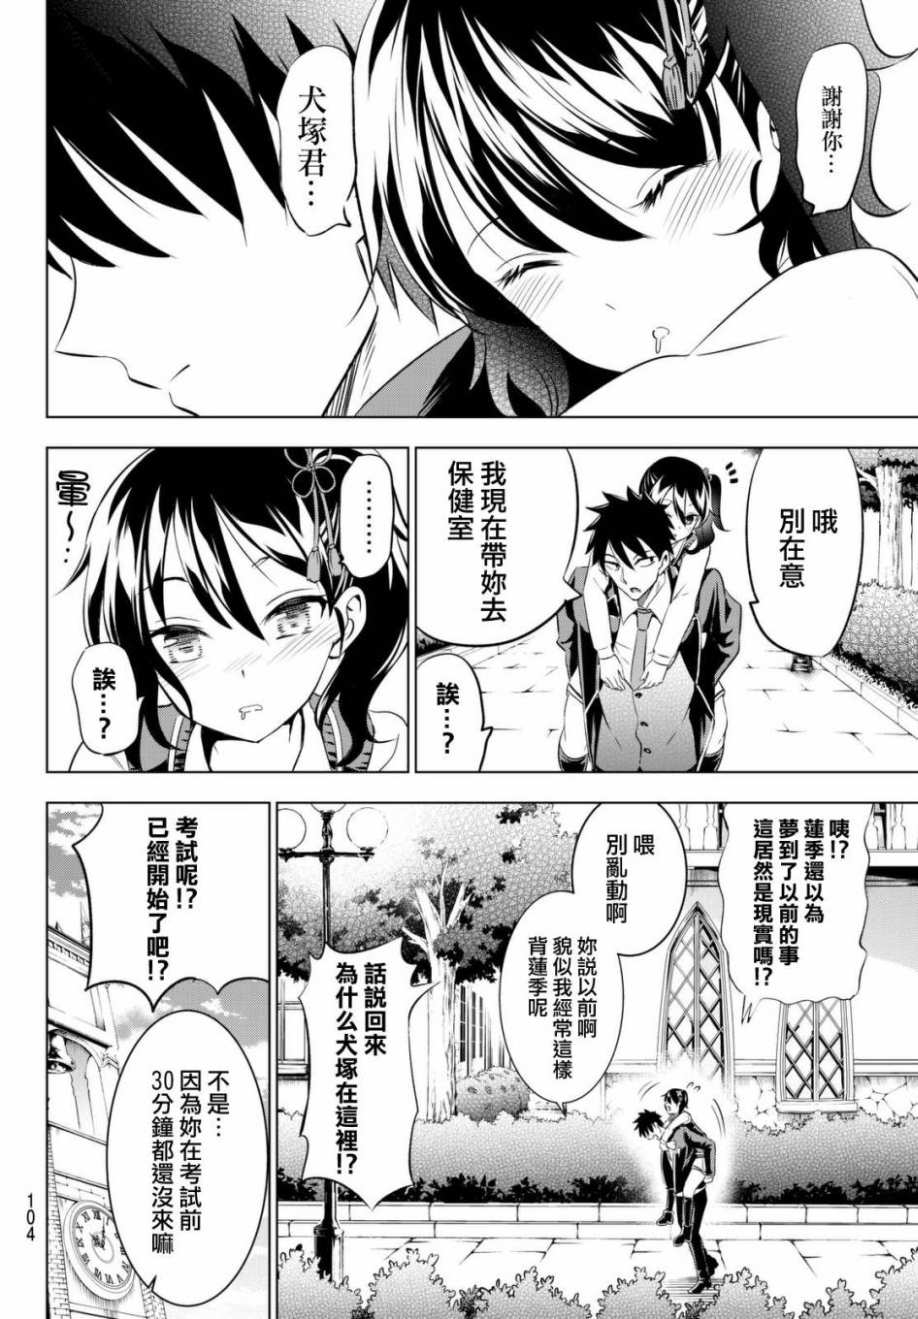 謝謝你…
犬塚君…
哦
別在意
我現在帶妳去
保健室
誒…?
………
暈~
誒…?
咦!?
蓮季還以為
夢到了以前的事
這居然是現實嗎!?
喂
別亂動啊
妳説以前啊
貌似我經常這樣
背蓮季呢
話説回來
為什么犬塚在這裡!?
考試呢!?
已經開始了吧!?
不是…
因為妳在考試前
30分鐘都還沒來嘛
104